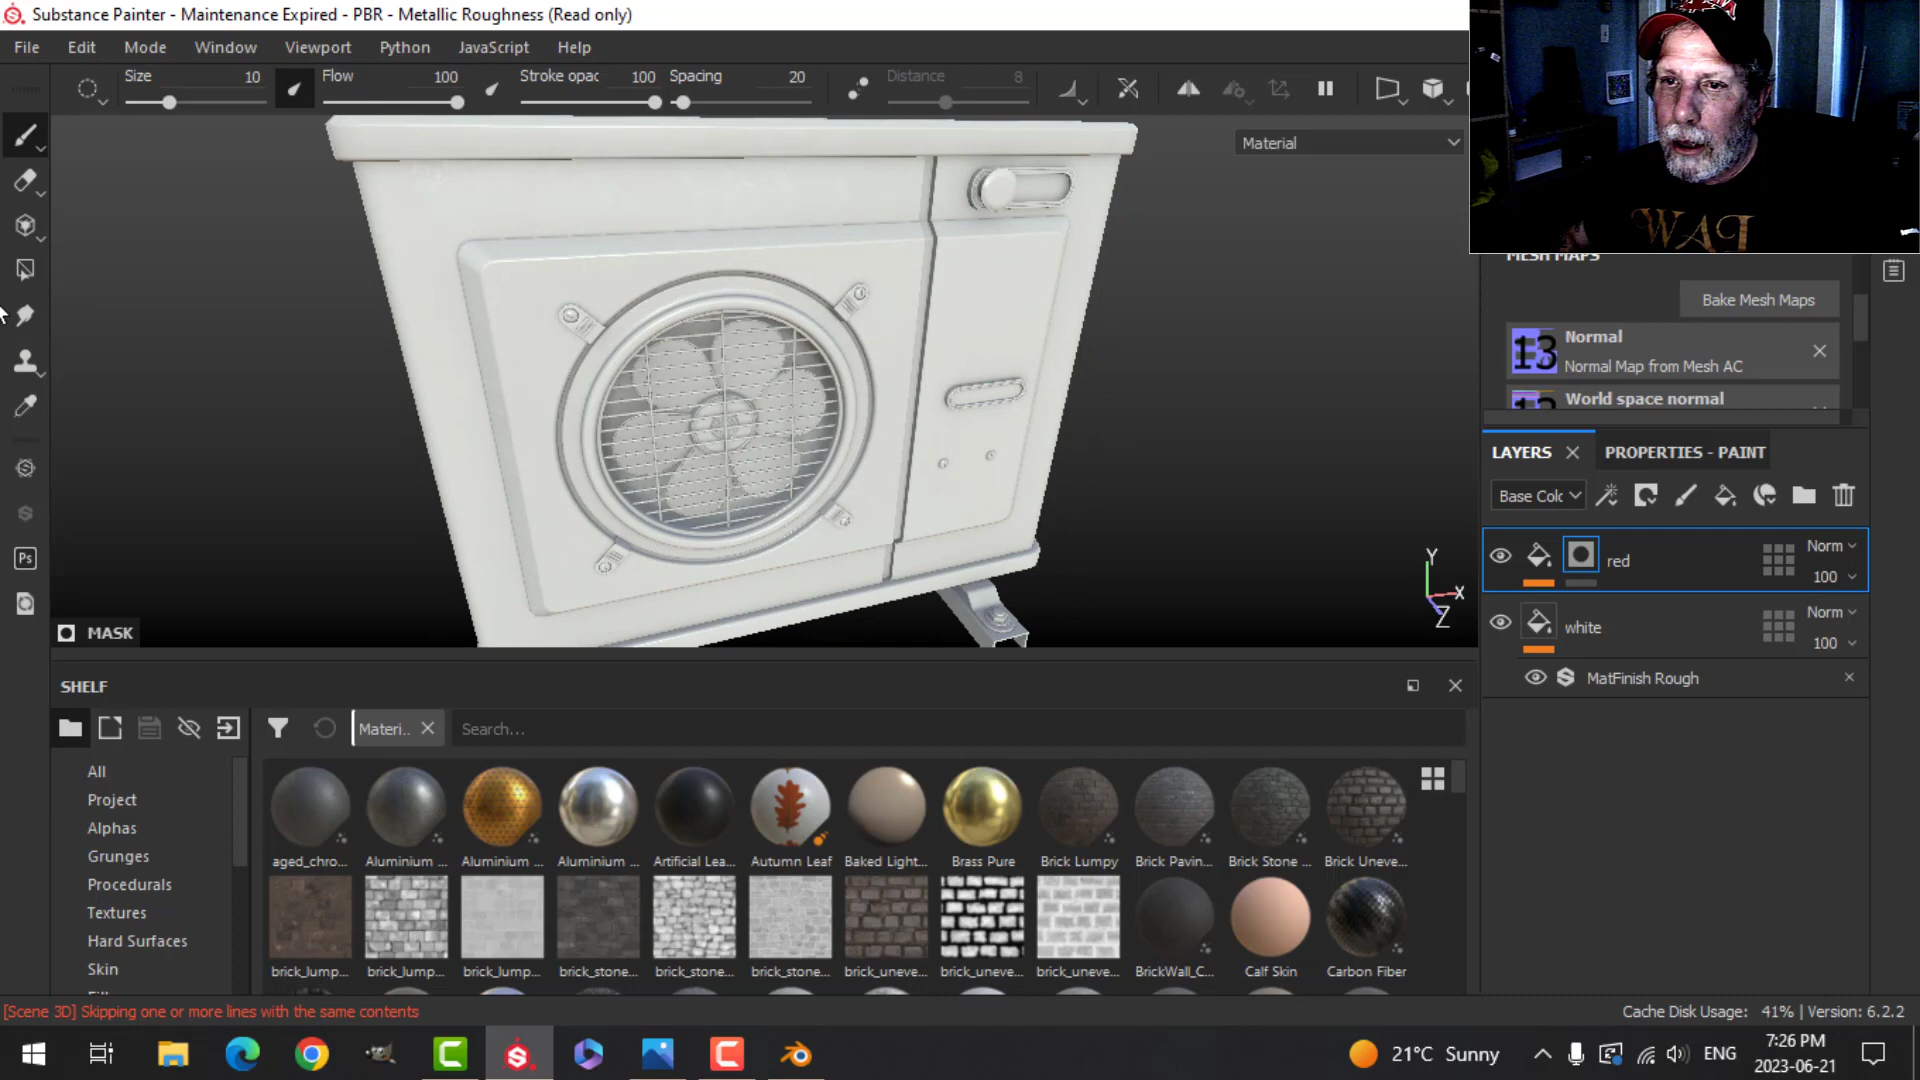 Substance Painter - Maintenance Expired - PBR - Metallic Roughness (Read only)
File Edit Mode Window Viewport Python JavaScript Help
Size 10 Flow 100 Stroke opac 100 Spacing 20 Distance 8
Material
WAI
MESH MAPS
Bake Mesh Maps
13 Normal
Normal Map from Mesh AC
World space normal
LAYERS PROPERTIES - PAINT
Base Colc
red Norm
100
white Norm
100
MatFinish Rough
Y
X
Z
MASK
Ps
SHELF
Materi.. Search...
All
Project
Alphas
Grunges
Procedurals
Textures
Hard Surfaces
Skin
aged_chro... Aluminium ... Aluminium ... Aluminium ... Artificial Lea... Autumn Leaf Baked Light... Brass Pure Brick Lumpy Brick Pavin... Brick Stone ... Brick Uneve...
brick_lump... brick_lump... brick_lump... brick_stone... brick_stone... brick_stone... brick_uneve... brick_uneve... brick_uneve... BrickWall_C... Calf Skin Carbon Fiber
[Scene 3D] Skipping one or more lines with the same contents
Cache Disk Usage: 41% | Version: 6.2.2
21°C Sunny
ENG
7:26 PM
2023-06-21